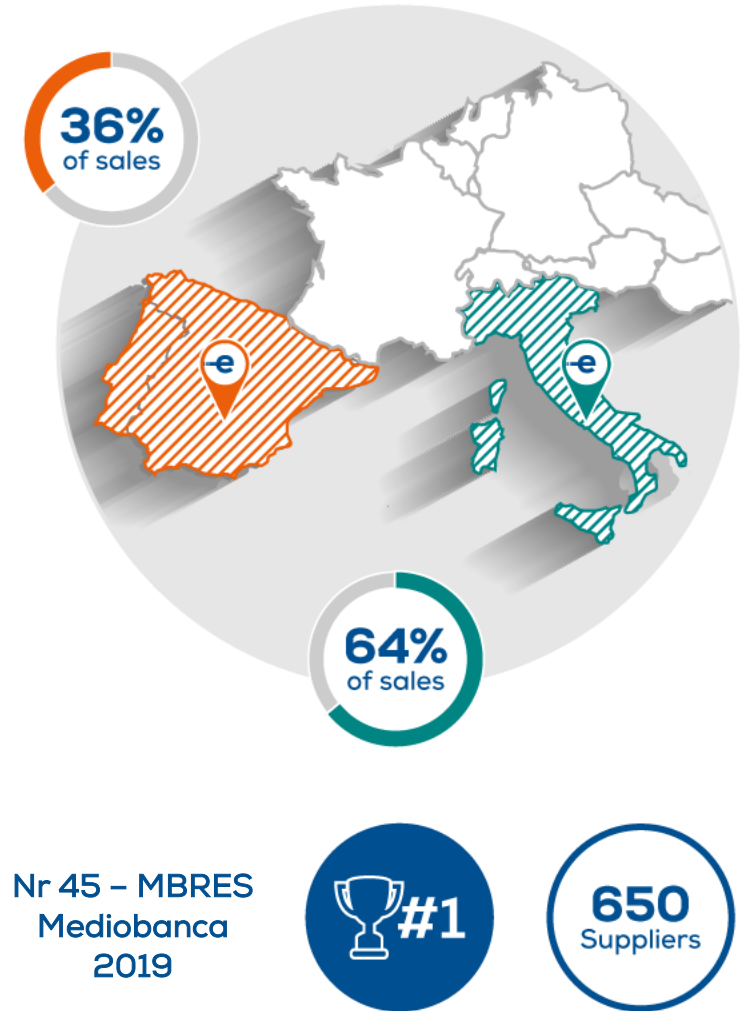 36%
of sales
e
e
64%
of sales
Nr 45 – MBRES
Mediobanca
2019
#1
650
Suppliers